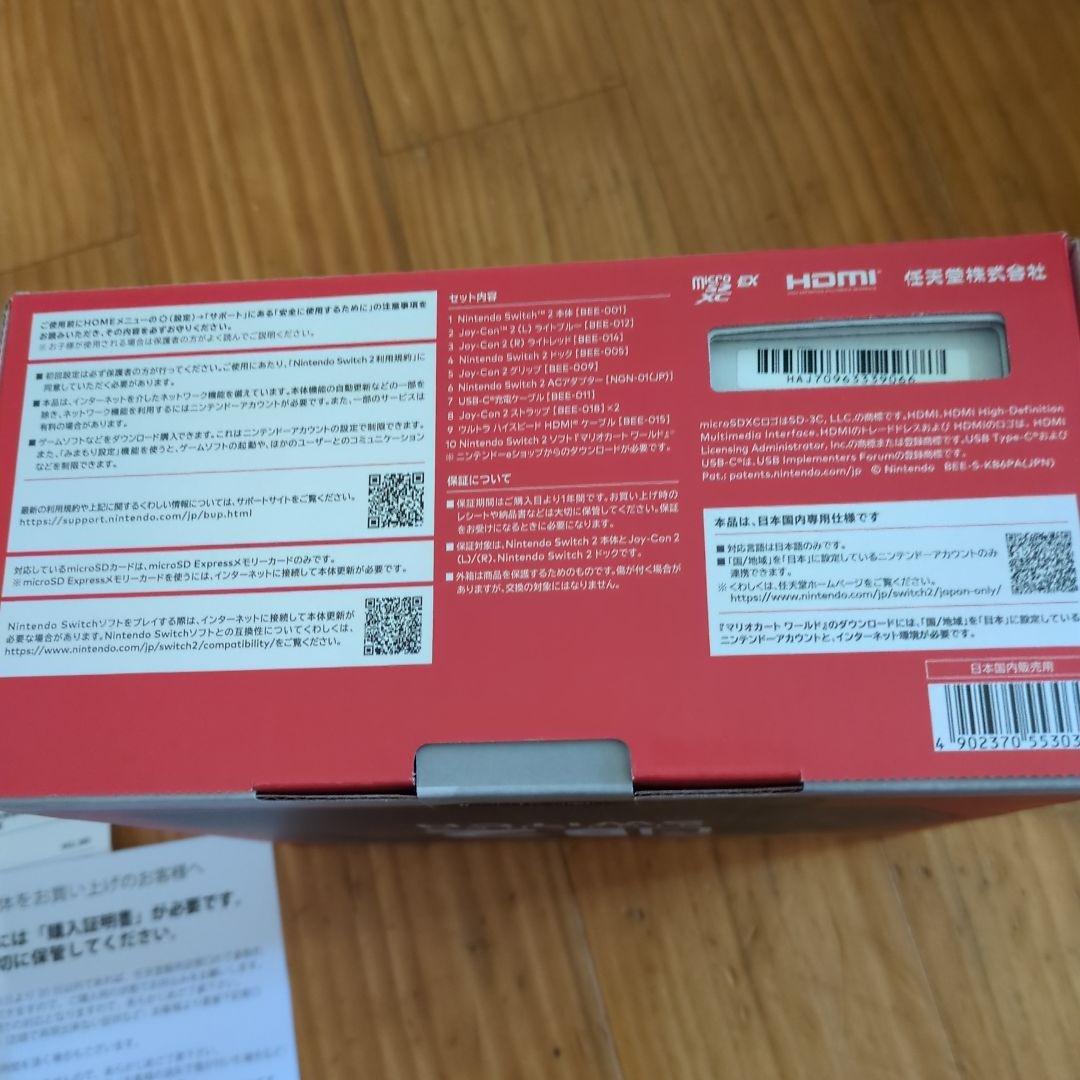 ご使用前にHOMEメニューの(設定)→「サポート」にある「安全に使用するために」の注意事項を
お読みいただき、その内容を必ずお守りください。
※お子様が使用される場合は保護者の方がよく読んでご説明ください。
■初回設定は必ず保護者の方が行ってください。ご使用にあたり、「Nintendo Switch 2利用規約」に
同意していただく必要があります。
■本品は、インターネットを介したネットワーク機能を備えています。本体機能の自動更新などの一部を
除き、ネットワーク機能を利用するにはニンテンドーアカウントが必要です。また、一部のサービスは
有料の場合があります。
■ゲームソフトなどをダウンロード購入できます。これはニンテンドーアカウントの設定で制限できます。
また、「みまもり設定」機能を使うと、ゲームソフトの起動や、ほかのユーザーとのコミュニケーション
などを制限できます。
最新の利用規約や上記に関するくわしい情報については、サポートサイトをご覧ください。
https://support.nintendo.com/jp/bup.html
対応しているmicroSDカードは、microSD Expressメモリーカードのみです。
※microSD Expressメモリーカードを使うには、インターネットに接続して本体更新が必要です。
Nintendo Switchソフトをプレイする際は、インターネットに接続して本体更新が
必要な場合があります。Nintendo Switchソフトとの互換性についてくわしくは、
https://www.nintendo.com/jp/switch2/compatibility/をご覧ください。
セット内容
1 Nintendo Switch™ 2 本体 [BEE-001]
2 Joy-Con™ 2 (L) ライトブルー [BEE-012]
3 Joy-Con 2 (R) ライトレッド [BEE-014]
4 Nintendo Switch 2 ドック [BEE-005]
5 Joy-Con 2 グリップ [BEE-009]
6 Nintendo Switch 2 ACアダプター [NGN-01(JP)]
7 USB-C®充電ケーブル [BEE-011]
8 Joy-Con 2 ストラップ [BEE-018]×2
9 ウルトラ ハイスピード HDMI® ケーブル [BEE-015]
10 Nintendo Switch 2 ソフト『マリオカート ワールド』
※ ニンテンドーeショップからのダウンロードが必要です。
保証について
■保証期間はご購入日より1年間です。お買い上げ時の
レシートや納品書などは大切に保管してください。保証
をお受けになるときに必要になります。
■保証対象は、Nintendo Switch 2 本体とJoy-Con 2
(L)/(R)、Nintendo Switch 2 ドックです。
■外箱は商品を保護するためのものです。傷が付く場合が
ありますが、交換の対象にはなりません。
micro SD XC EX HDMI 任天堂株式会社
HAJ70963339066
microSDXCロゴはSD-3C, LLC.の商標です。HDMI、HDMI High-Definition
Multimedia Interface、HDMIのトレードドレスおよび HDMIのロゴは、HDMI
Licensing Administrator, Inc.の商標または登録商標です。USB Type-C®および
USB-C®は、USB Implementers Forumの登録商標です。
Pat.: patents.nintendo.com/jp © Nintendo BEE-S-KB6PA(JPN)
本品は、日本国内専用仕様です
■対応言語は日本語のみです。
■「国/地域」を「日本」に設定しているニンテンドーアカウントのみ
連携できます。
※くわしくは、任天堂ホームページをご覧ください。
https://www.nintendo.com/jp/switch2/japan-only/
『マリオカート ワールド』のダウンロードには、「国/地域」を「日本」に設定している
ニンテンドーアカウントと、インターネット環境が必要です。
日本国内販売用
4 902370 55303
体をお買い上げのお客様へ
には「購入証明書」が必要です。
切に保管してください。